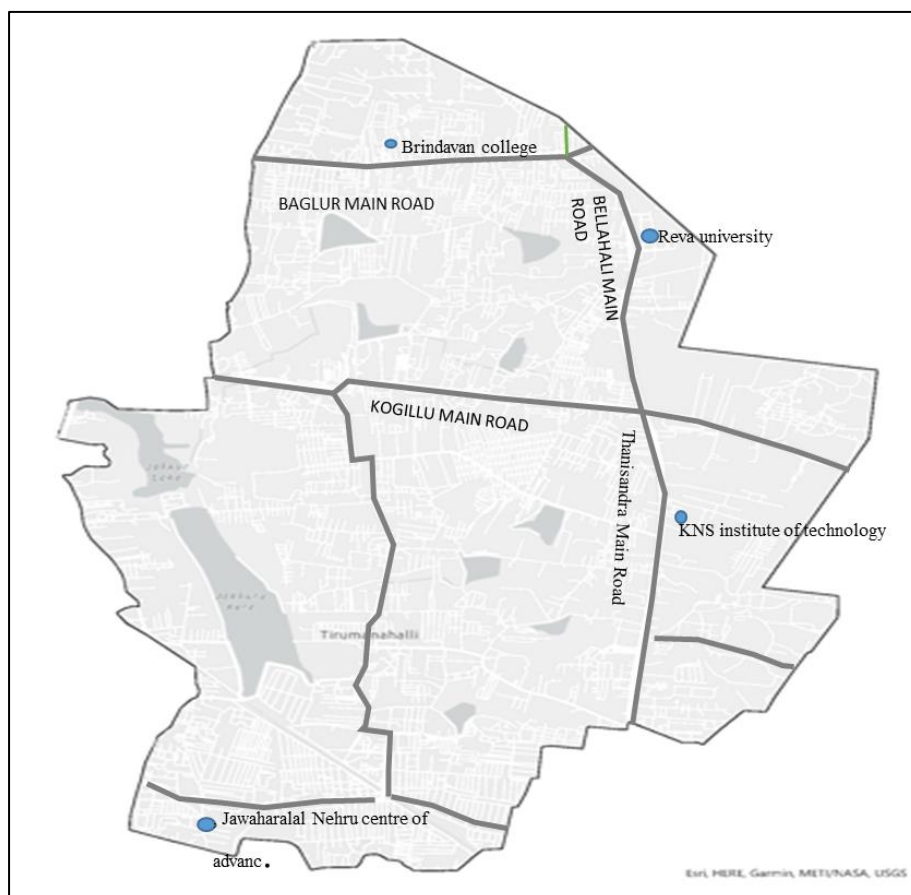 Brindavan college
BAGLUR MAIN ROAD
BELLAHALI MAIN
ROAD
Reva university
KOGILLU MAIN ROAD
Thanisandra Main Road
KNS institute of technology
Tirumanahalli
Jawaharalal Nehru centre of
advanc.
Esri, HERE, Garmin, METI/NASA, USGS